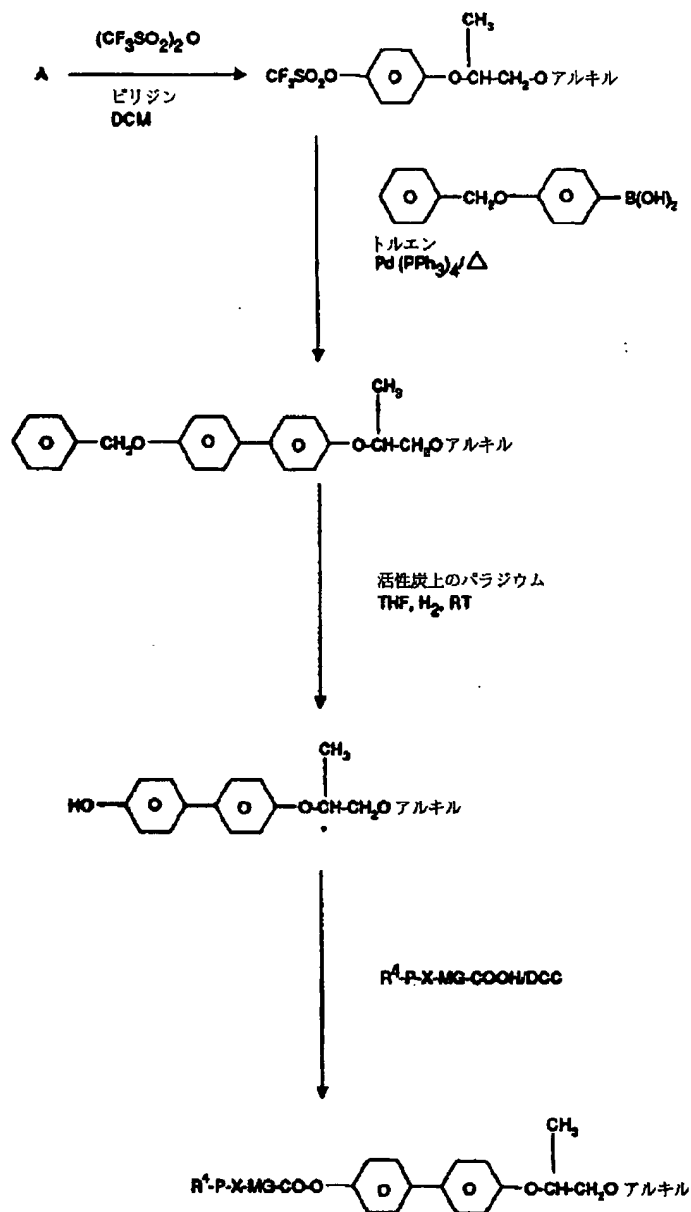 (CF₃SO₂)₂O
A
ピリジン
DCM
CF₃SO₂O O O-CH-CH₂-O アルキル
CH₃
O CH₂O O B(OH)₂
トルエン
Pd(PPh₃)₄/△
CH₃
O CH₂O O O O-CH-CH₂O アルキル
活性炭上のパラジウム
THF, H₂, RT
CH₃
HO O O O-CH-CH₂O アルキル
*
R⁴-P-X-MG-COOH/DCC
CH₃
R⁴-P-X-MG-CO-O O O O-CH-CH₂O アルキル